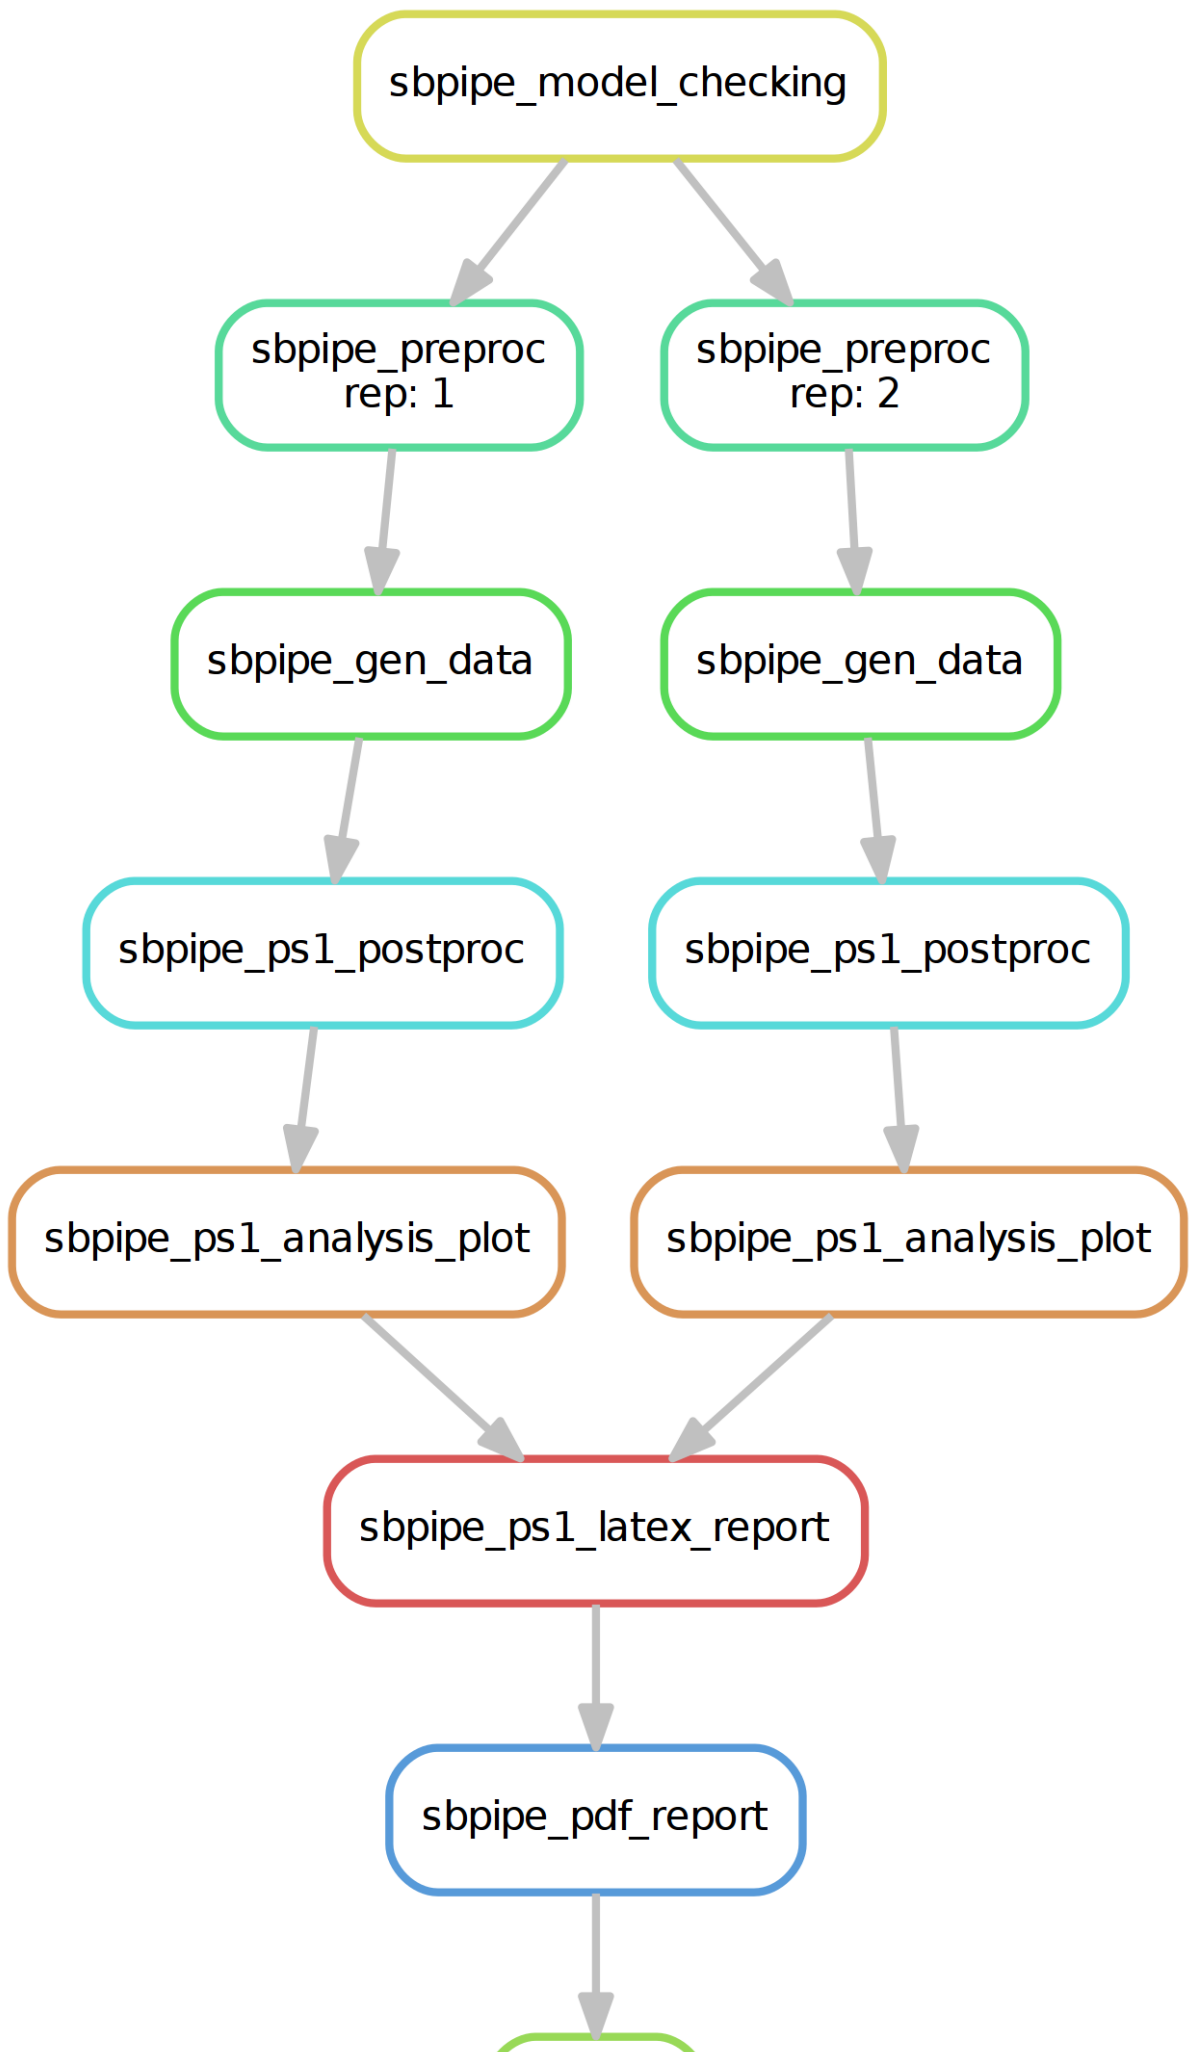 sbpipe_model_checking
sbpipe_preproc
rep: 1
sbpipe_preproc
rep: 2
sbpipe_gen_data
sbpipe_gen_data
sbpipe_ps1_postproc
sbpipe_ps1_postproc
sbpipe_ps1_analysis_plot
sbpipe_ps1_analysis_plot
sbpipe_ps1_latex_report
sbpipe_pdf_report